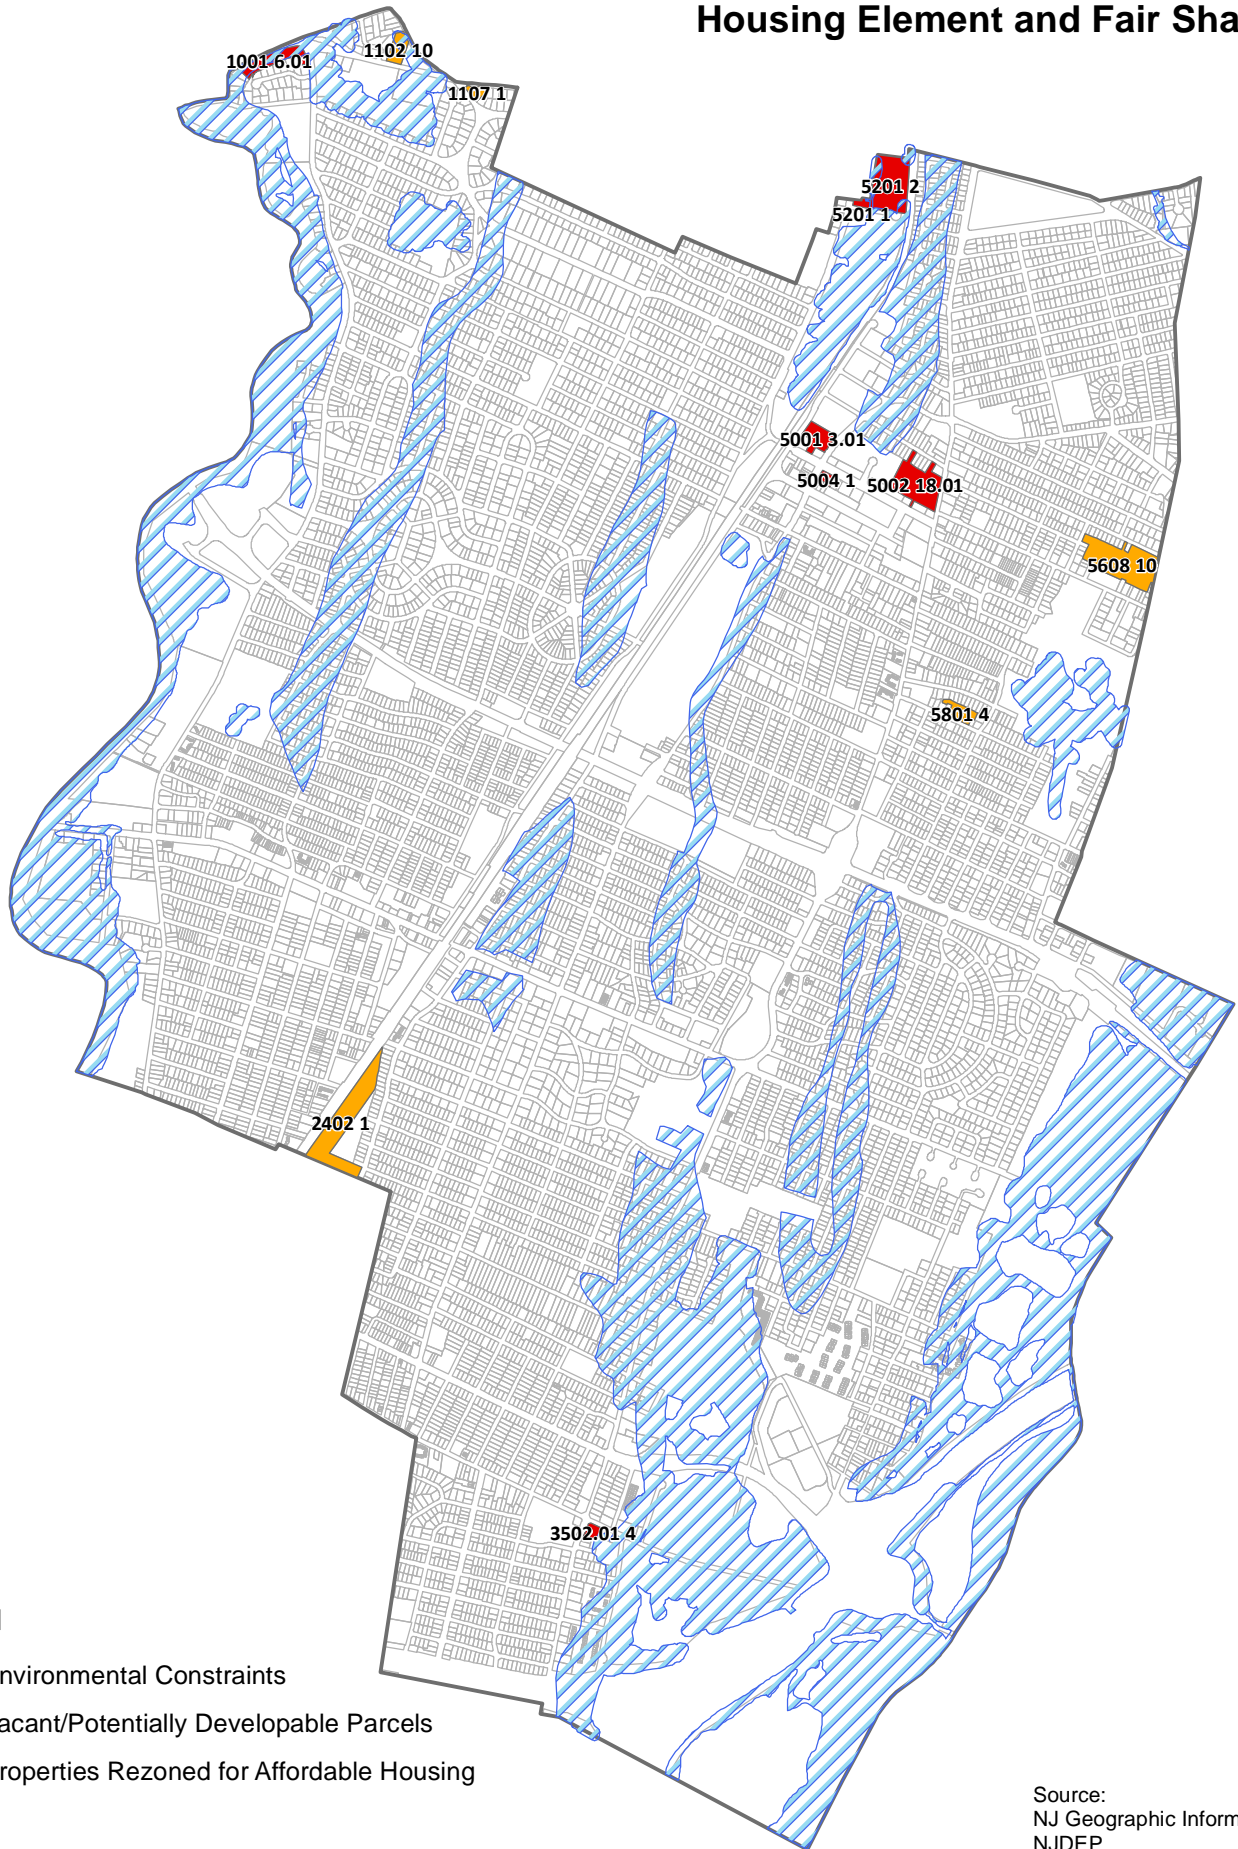 Housing Element and Fair Sha
1001 6.01
1102 10
1107 1
5201 2
5201 1
5001 3.01
5004 1
5002 18.01
5608 10
5801 4
2402 1
3502.01 4
nvironmental Constraints
acant/Potentially Developable Parcels
roperties Rezoned for Affordable Housing
Source:
NJ Geographic Inform
NJDEP